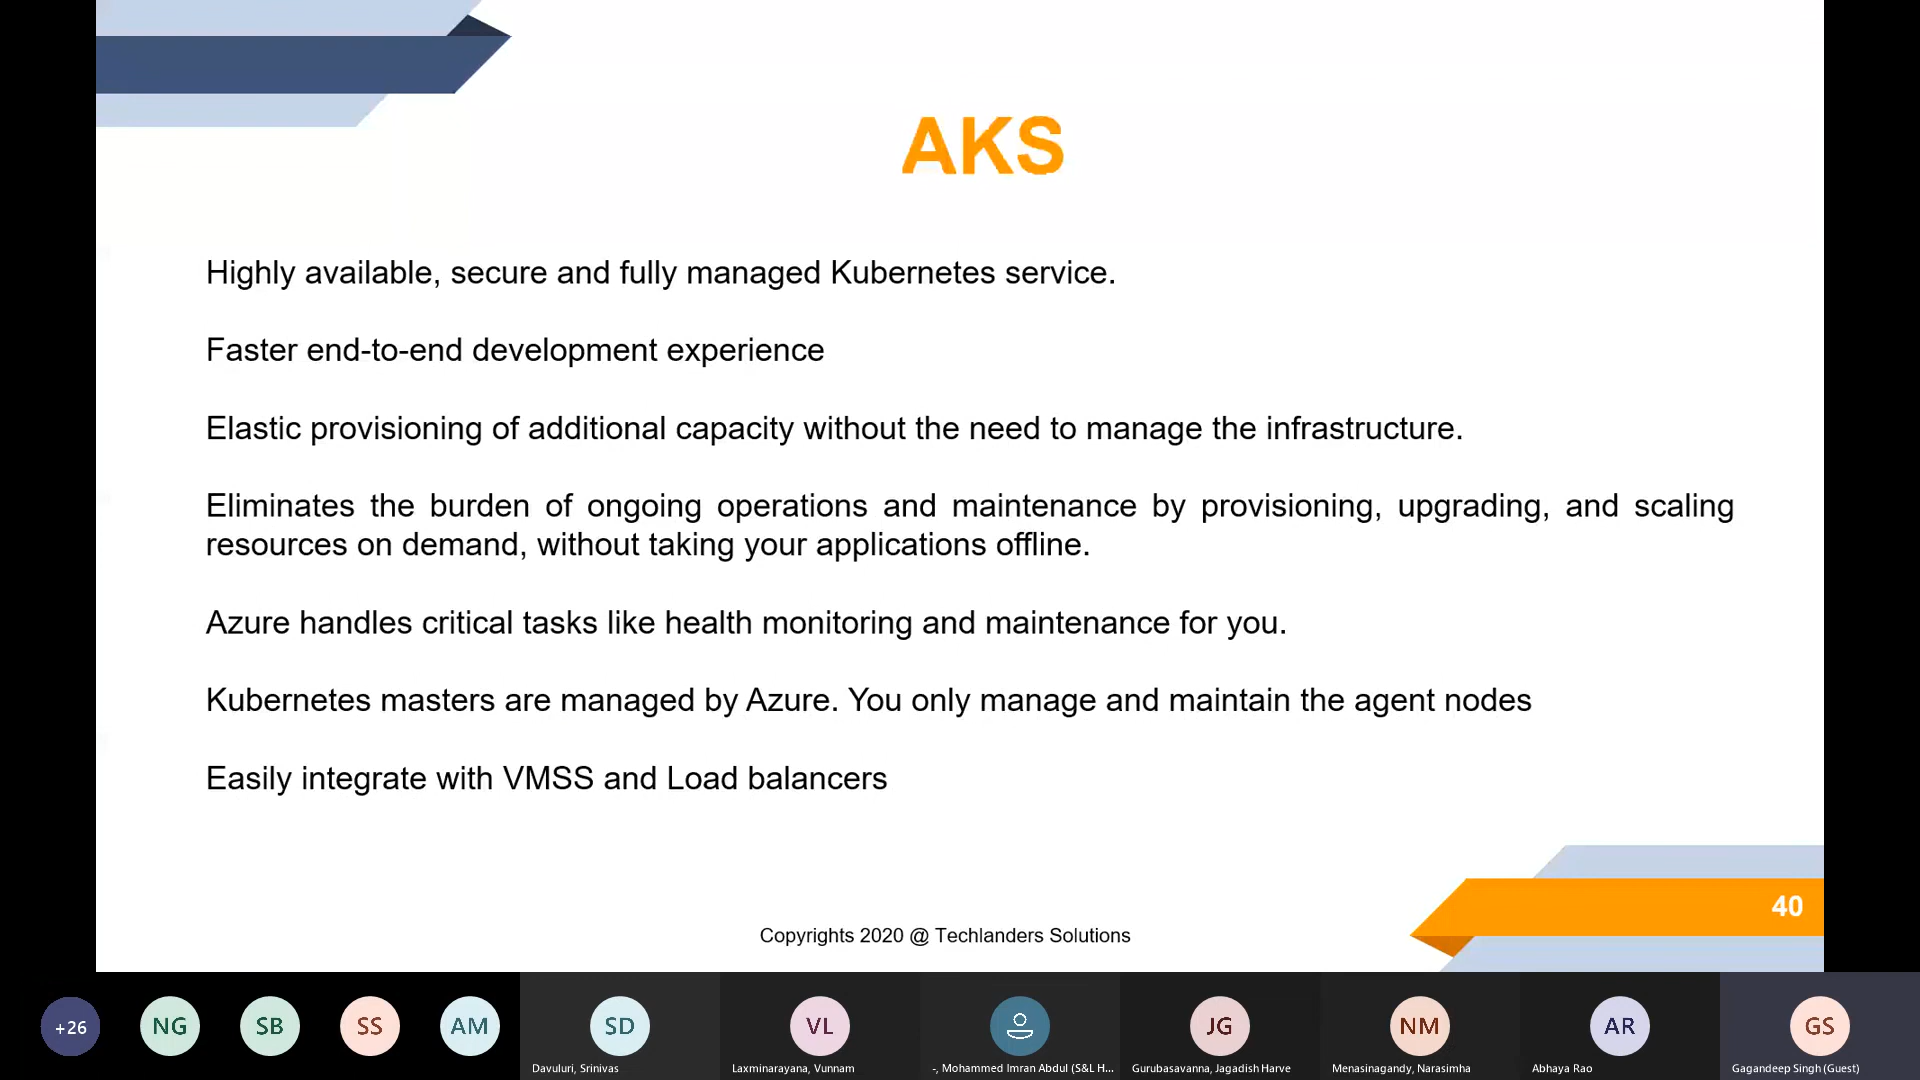 AKS
Highly available, secure and fully managed Kubernetes service.
Faster end-to-end development experience
Elastic provisioning of additional capacity without the need to manage the infrastructure.
Eliminates the burden of ongoing operations and maintenance by provisioning, upgrading, and scaling
resources on demand, without taking your applications offline.
Azure handles critical tasks like health monitoring and maintenance for you.
Kubernetes masters are managed by Azure. You only manage and maintain the agent nodes
Easily integrate with VMSS and Load balancers
40
Copyrights 2020 @ Techlanders Solutions
+26 NG SB SS AM SD VL JG NM AR GS
Davuluri, Srinivas Laxminarayana, Vunnam -, Mohammed Imran Abdul (S&L H... Gurubasavanna, Jagadish Harve Menasinagandy, Narasimha Abhaya Rao Gagandeep Singh (Guest)